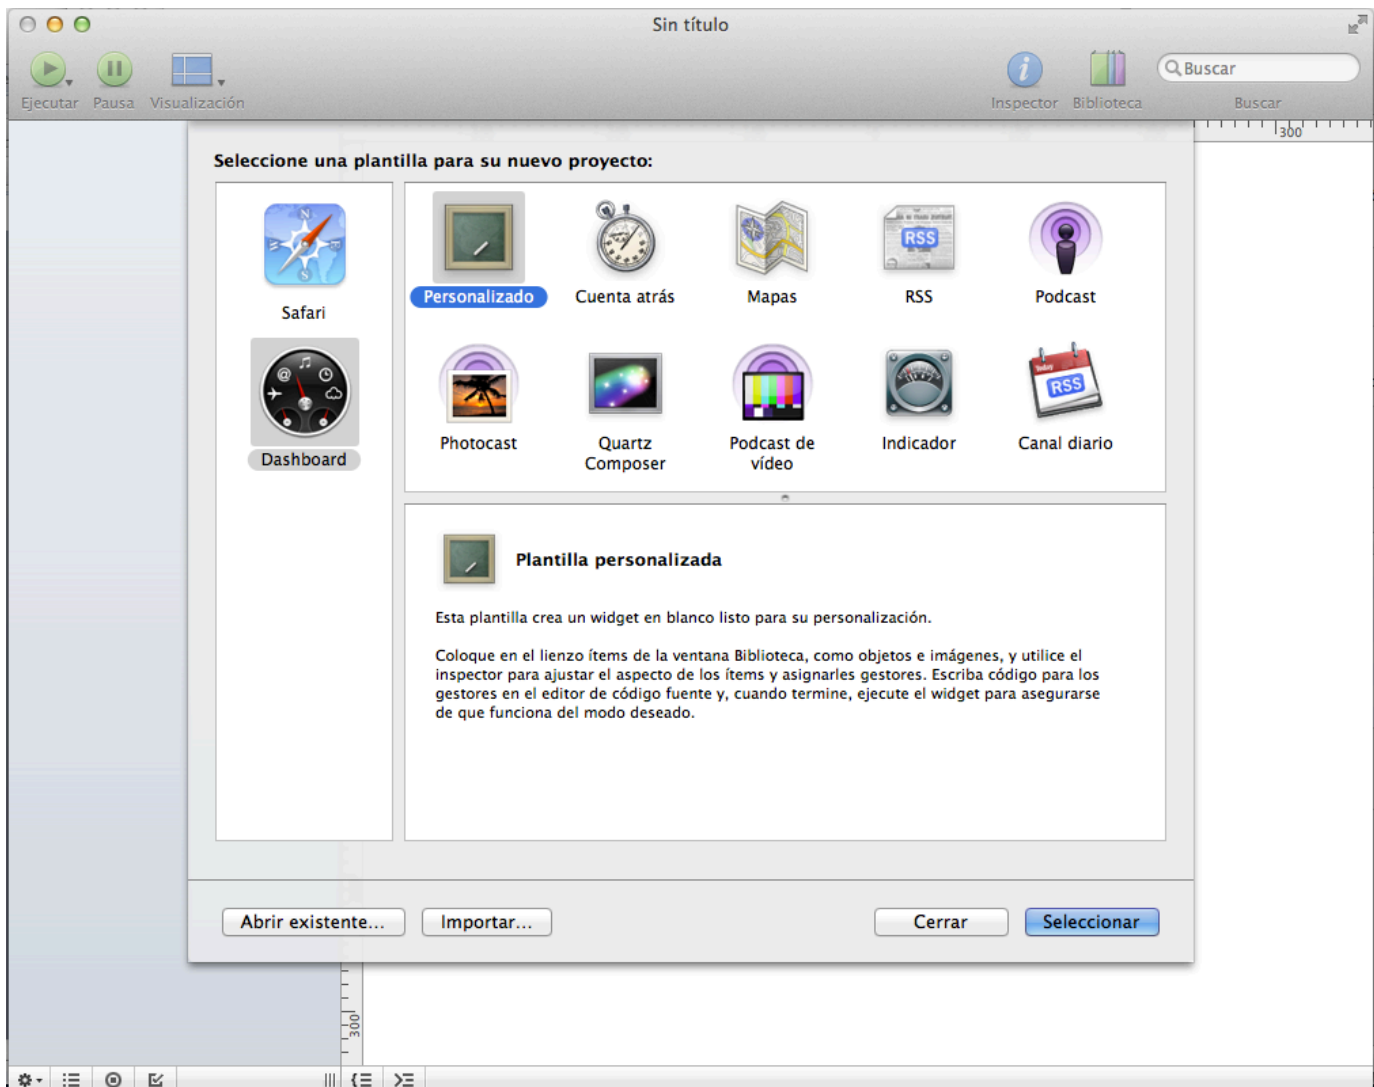 Sin título
Ejecutar Pausa Visualización
Inspector Biblioteca
Buscar
Buscar
300
Seleccione una plantilla para su nuevo proyecto:
Safari
Dashboard
Personalizado
Cuenta atrás
Mapas
RSS
RSS
Podcast
Photocast
Quartz
Composer
Podcast de
vídeo
Indicador
Today
RSS
Canal diario
Plantilla personalizada
Esta plantilla crea un widget en blanco listo para su personalización.
Coloque en el lienzo ítems de la ventana Biblioteca, como objetos e imágenes, y utilice el
inspector para ajustar el aspecto de los ítems y asignarles gestores. Escriba código para los
gestores en el editor de código fuente y, cuando termine, ejecute el widget para asegurarse
de que funciona del modo deseado.
Abrir existente...
Importar...
Cerrar
Seleccionar
300